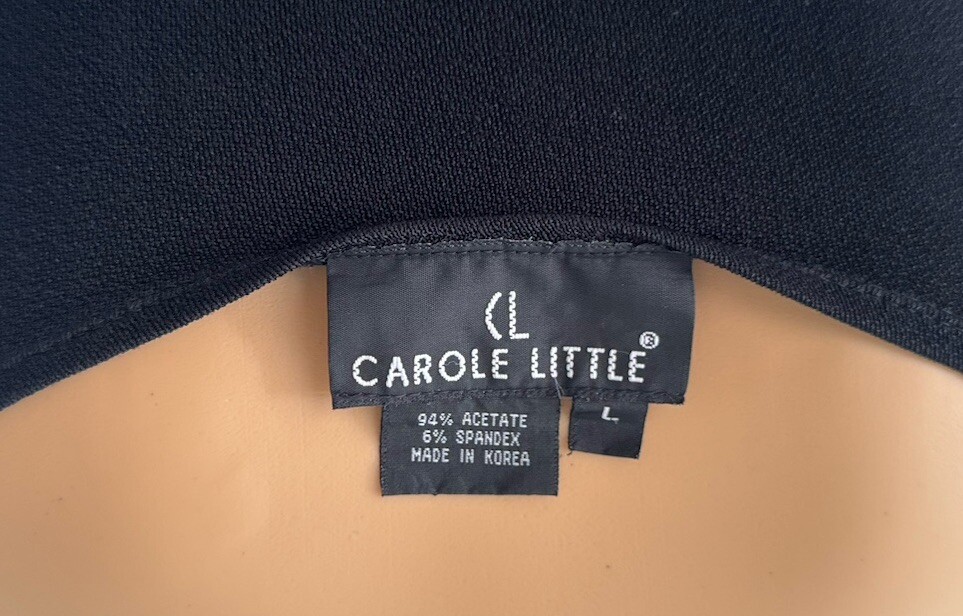 CL
CAROLE LITTLE®
94% ACETATE
6% SPANDEX
MADE IN KOREA
L